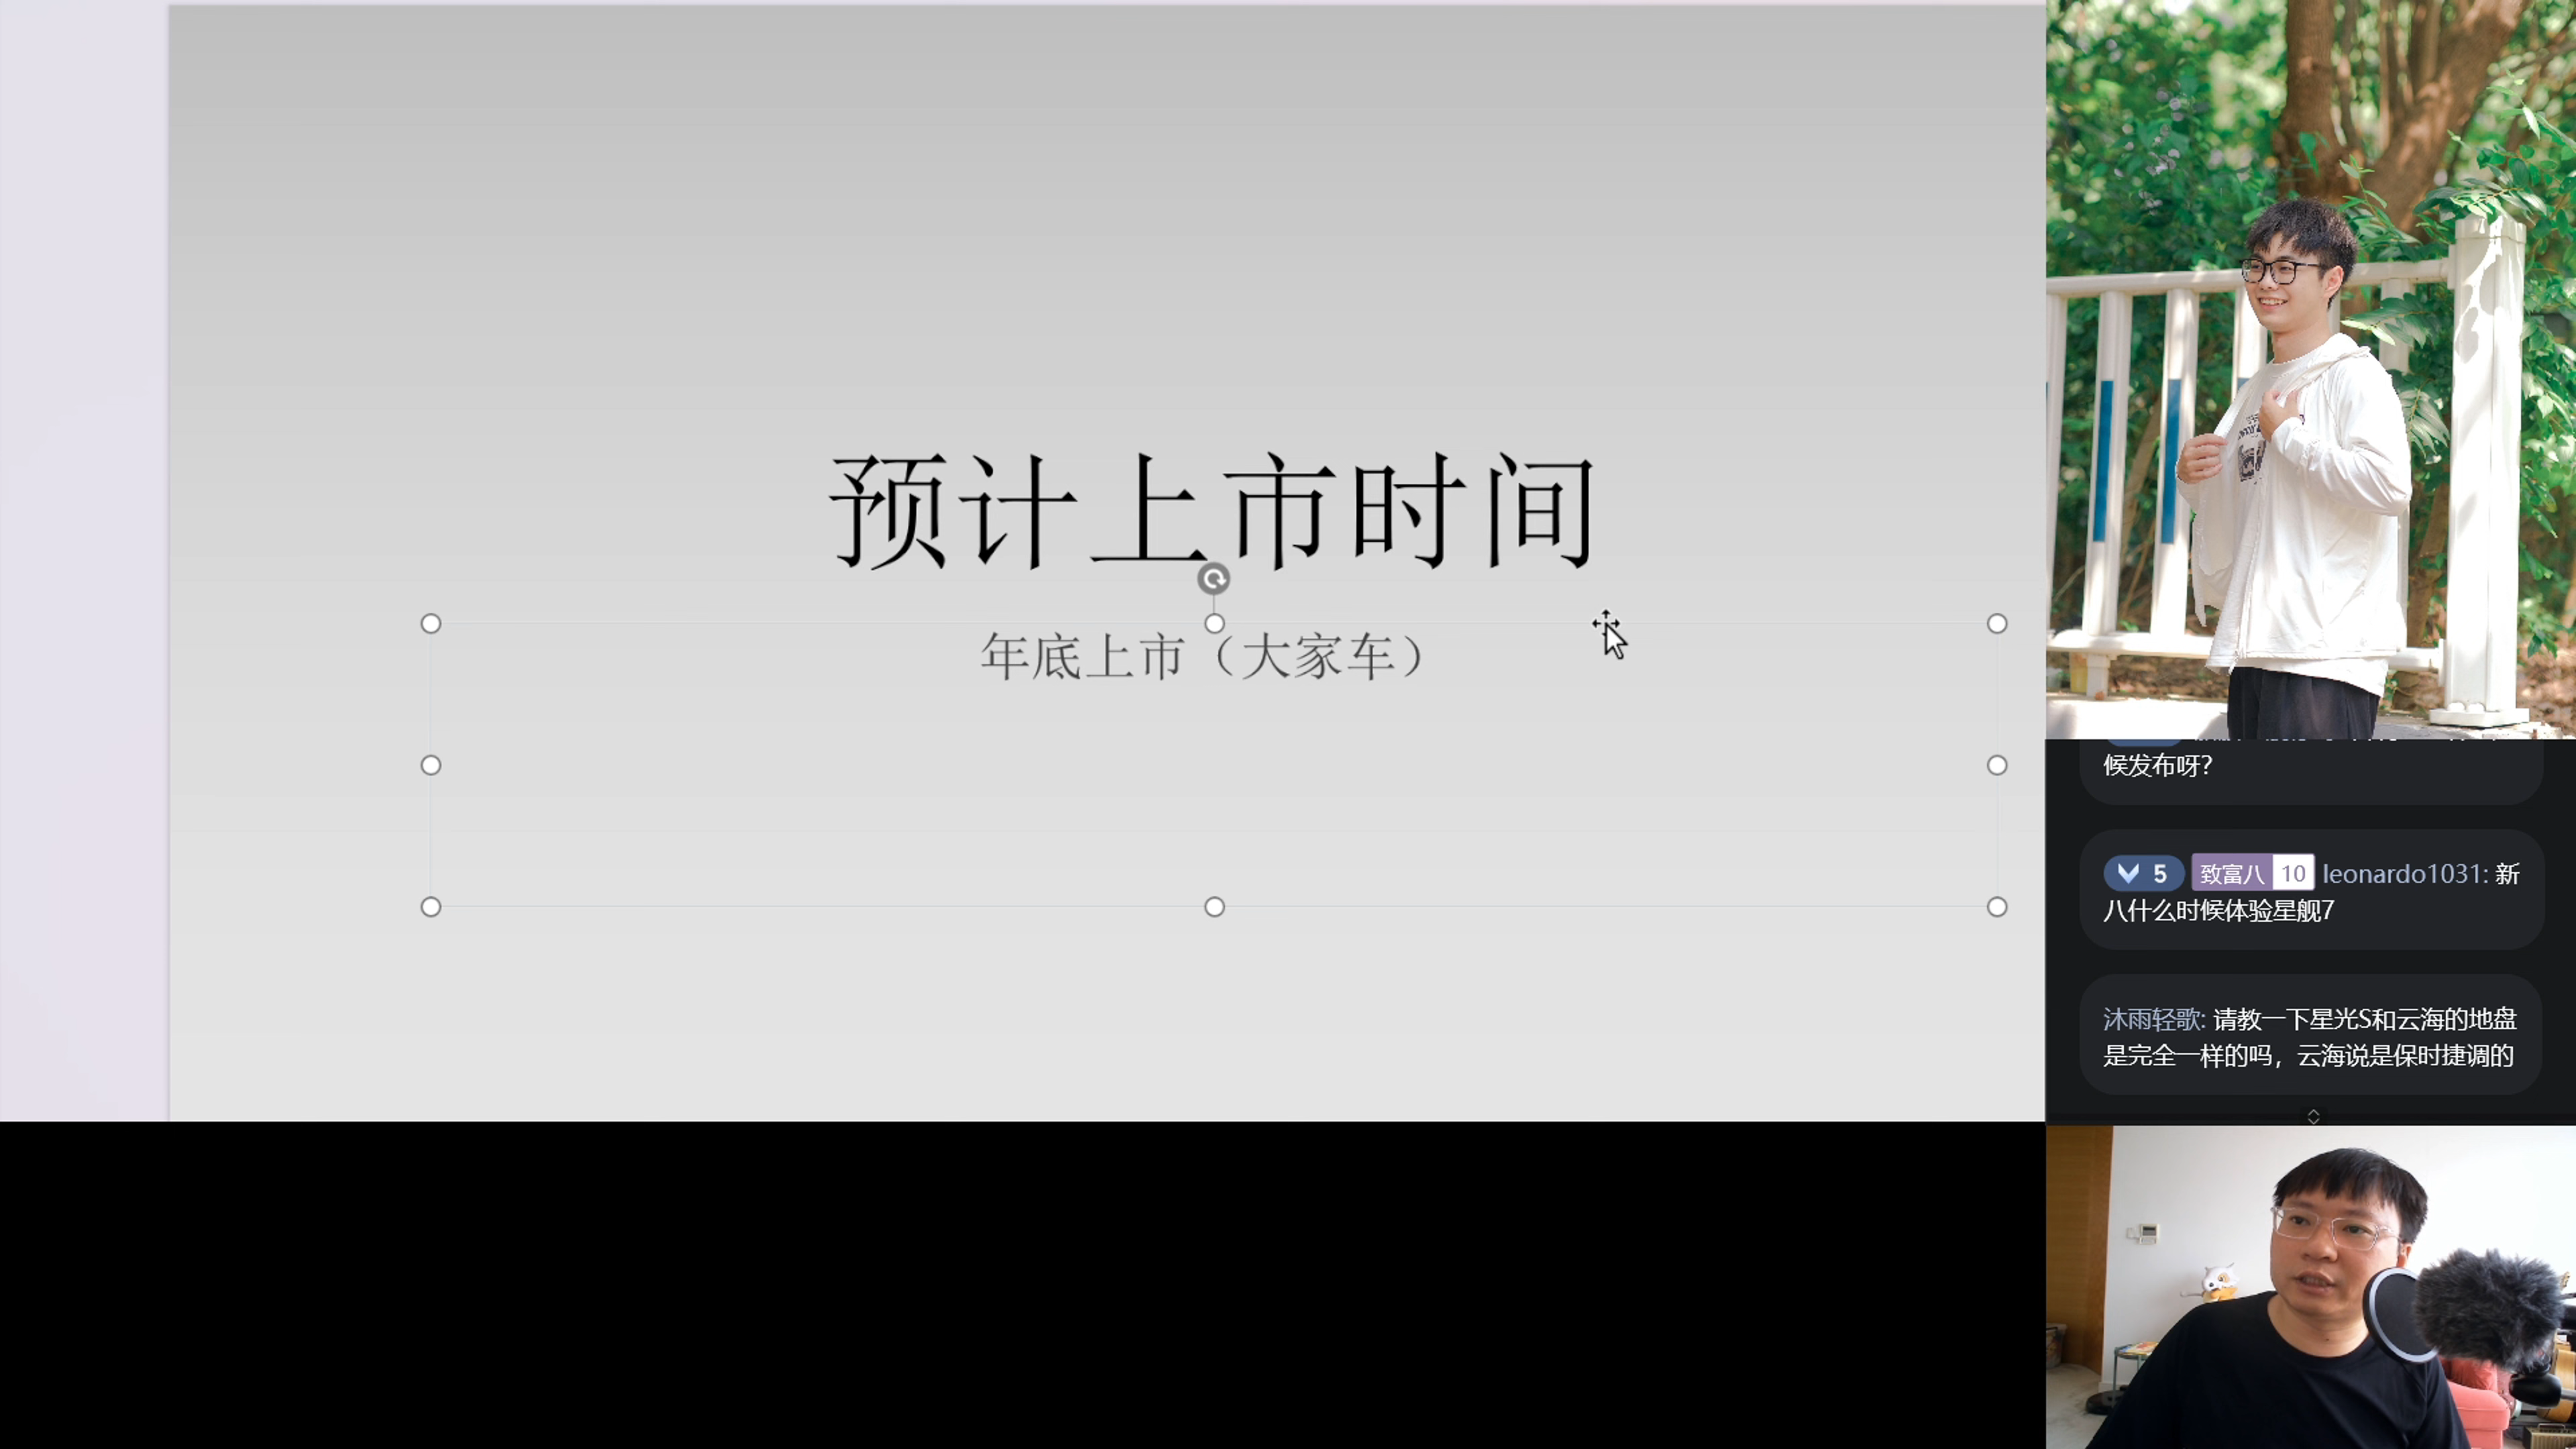 预计上市时间
年底上市（大家车）
候发布呀?
5 致富八 10 leonardo1031: 新
八什么时候体验星舰7
沐雨轻歌: 请教一下星光S和云海的地盘
是完全一样的吗，云海说是保时捷调的